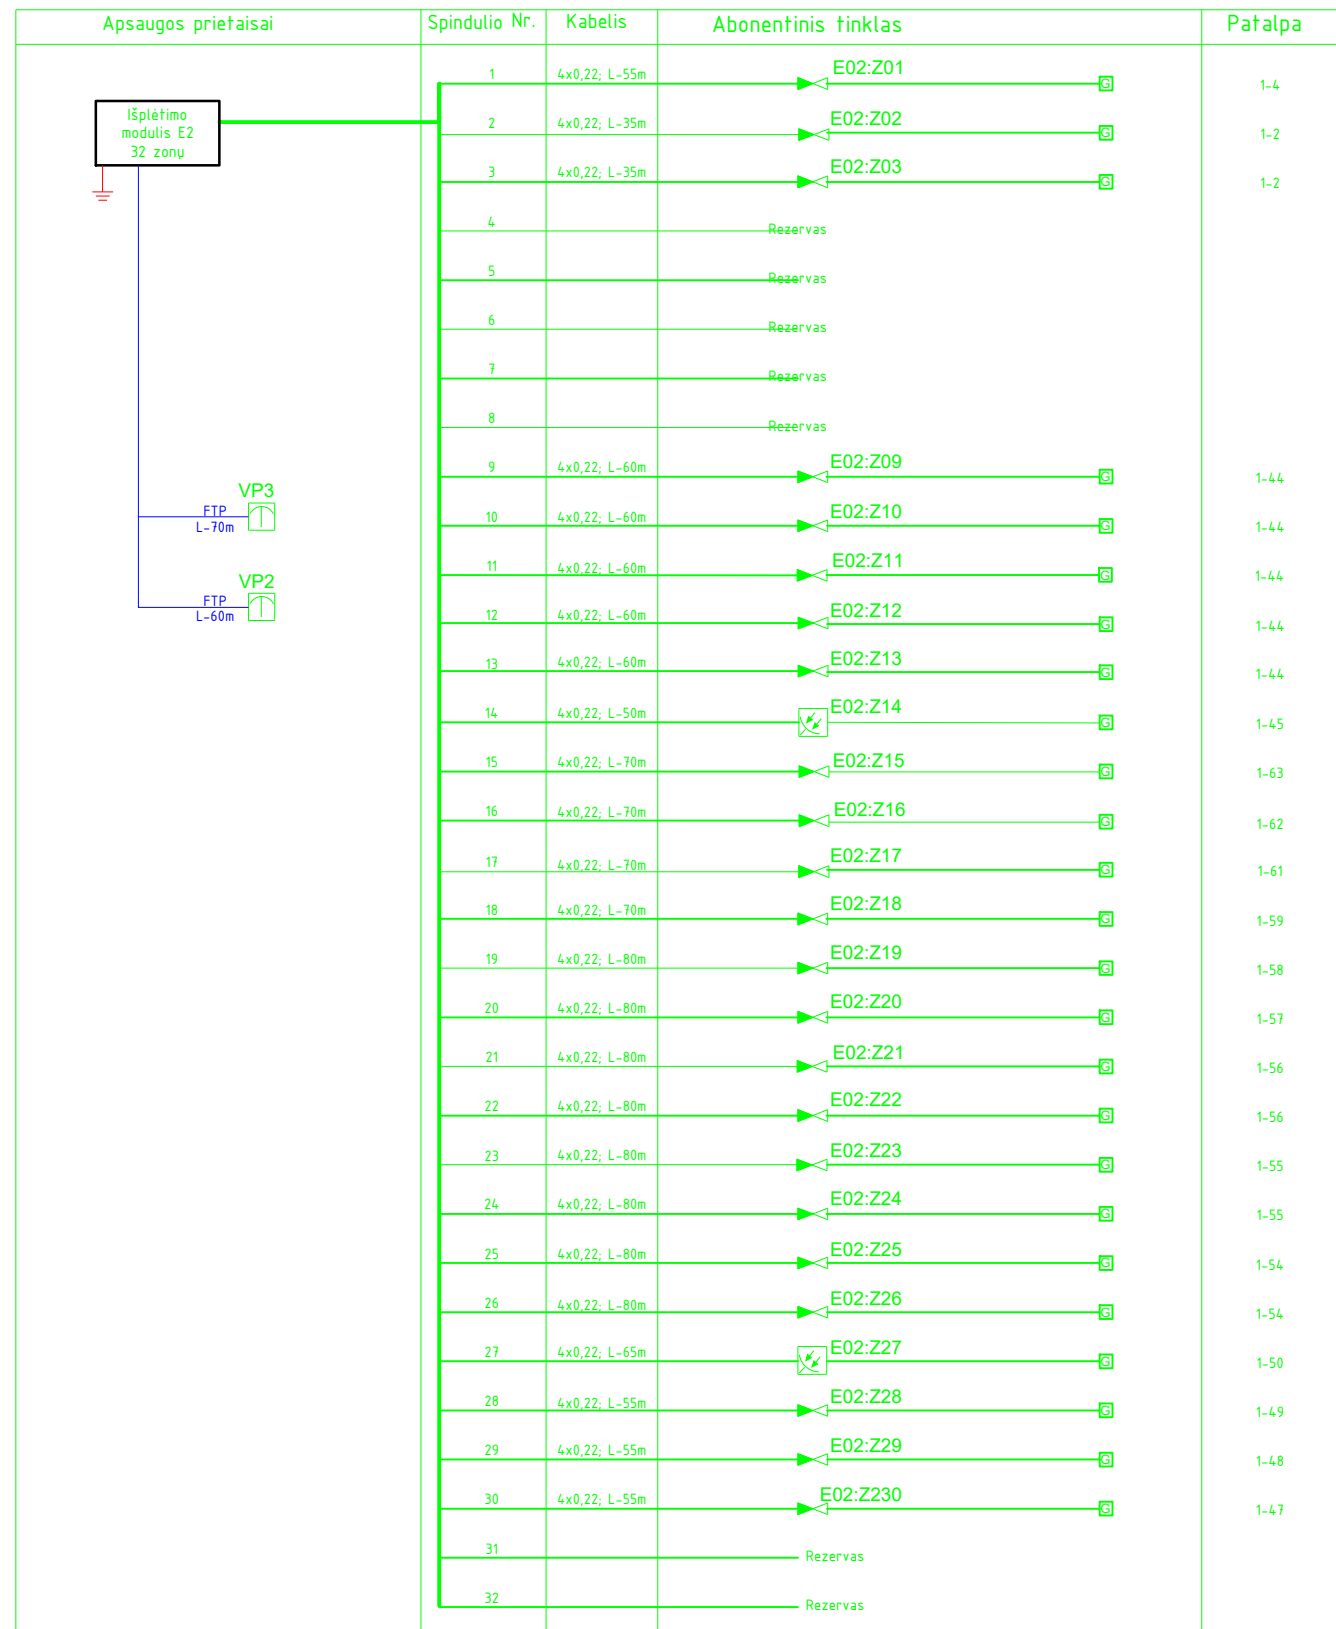 Apsaugos prietaisai Spindulio Nr. Kabelis Abonentinis tinklas Patalpa
Išplėtimo
modulis E2
32 zonų
1 4x0,22; L-55m E02:Z01 G 1-4
2 4x0,22; L-35m E02:Z02 G 1-2
3 4x0,22; L-35m E02:Z03 G 1-2
4 Rezervas
5 Rezervas
6 Rezervas
7 Rezervas
8 Rezervas
9 4x0,22; L-60m E02:Z09 G 1-44
VP3
FTP
L-70m
10 4x0,22; L-60m E02:Z10 G 1-44
11 4x0,22; L-60m E02:Z11 G 1-44
VP2
FTP
L-60m
12 4x0,22; L-60m E02:Z12 G 1-44
13 4x0,22; L-60m E02:Z13 G 1-44
14 4x0,22; L-50m E02:Z14 G 1-45
15 4x0,22; L-70m E02:Z15 G 1-63
16 4x0,22; L-70m E02:Z16 G 1-62
17 4x0,22; L-70m E02:Z17 G 1-61
18 4x0,22; L-70m E02:Z18 G 1-59
19 4x0,22; L-80m E02:Z19 G 1-58
20 4x0,22; L-80m E02:Z20 G 1-57
21 4x0,22; L-80m E02:Z21 G 1-56
22 4x0,22; L-80m E02:Z22 G 1-56
23 4x0,22; L-80m E02:Z23 G 1-55
24 4x0,22; L-80m E02:Z24 G 1-55
25 4x0,22; L-80m E02:Z25 G 1-54
26 4x0,22; L-80m E02:Z26 G 1-54
27 4x0,22; L-65m E02:Z27 G 1-50
28 4x0,22; L-55m E02:Z28 G 1-49
29 4x0,22; L-55m E02:Z29 G 1-48
30 4x0,22; L-55m E02:Z230 G 1-47
31 Rezervas
32 Rezervas